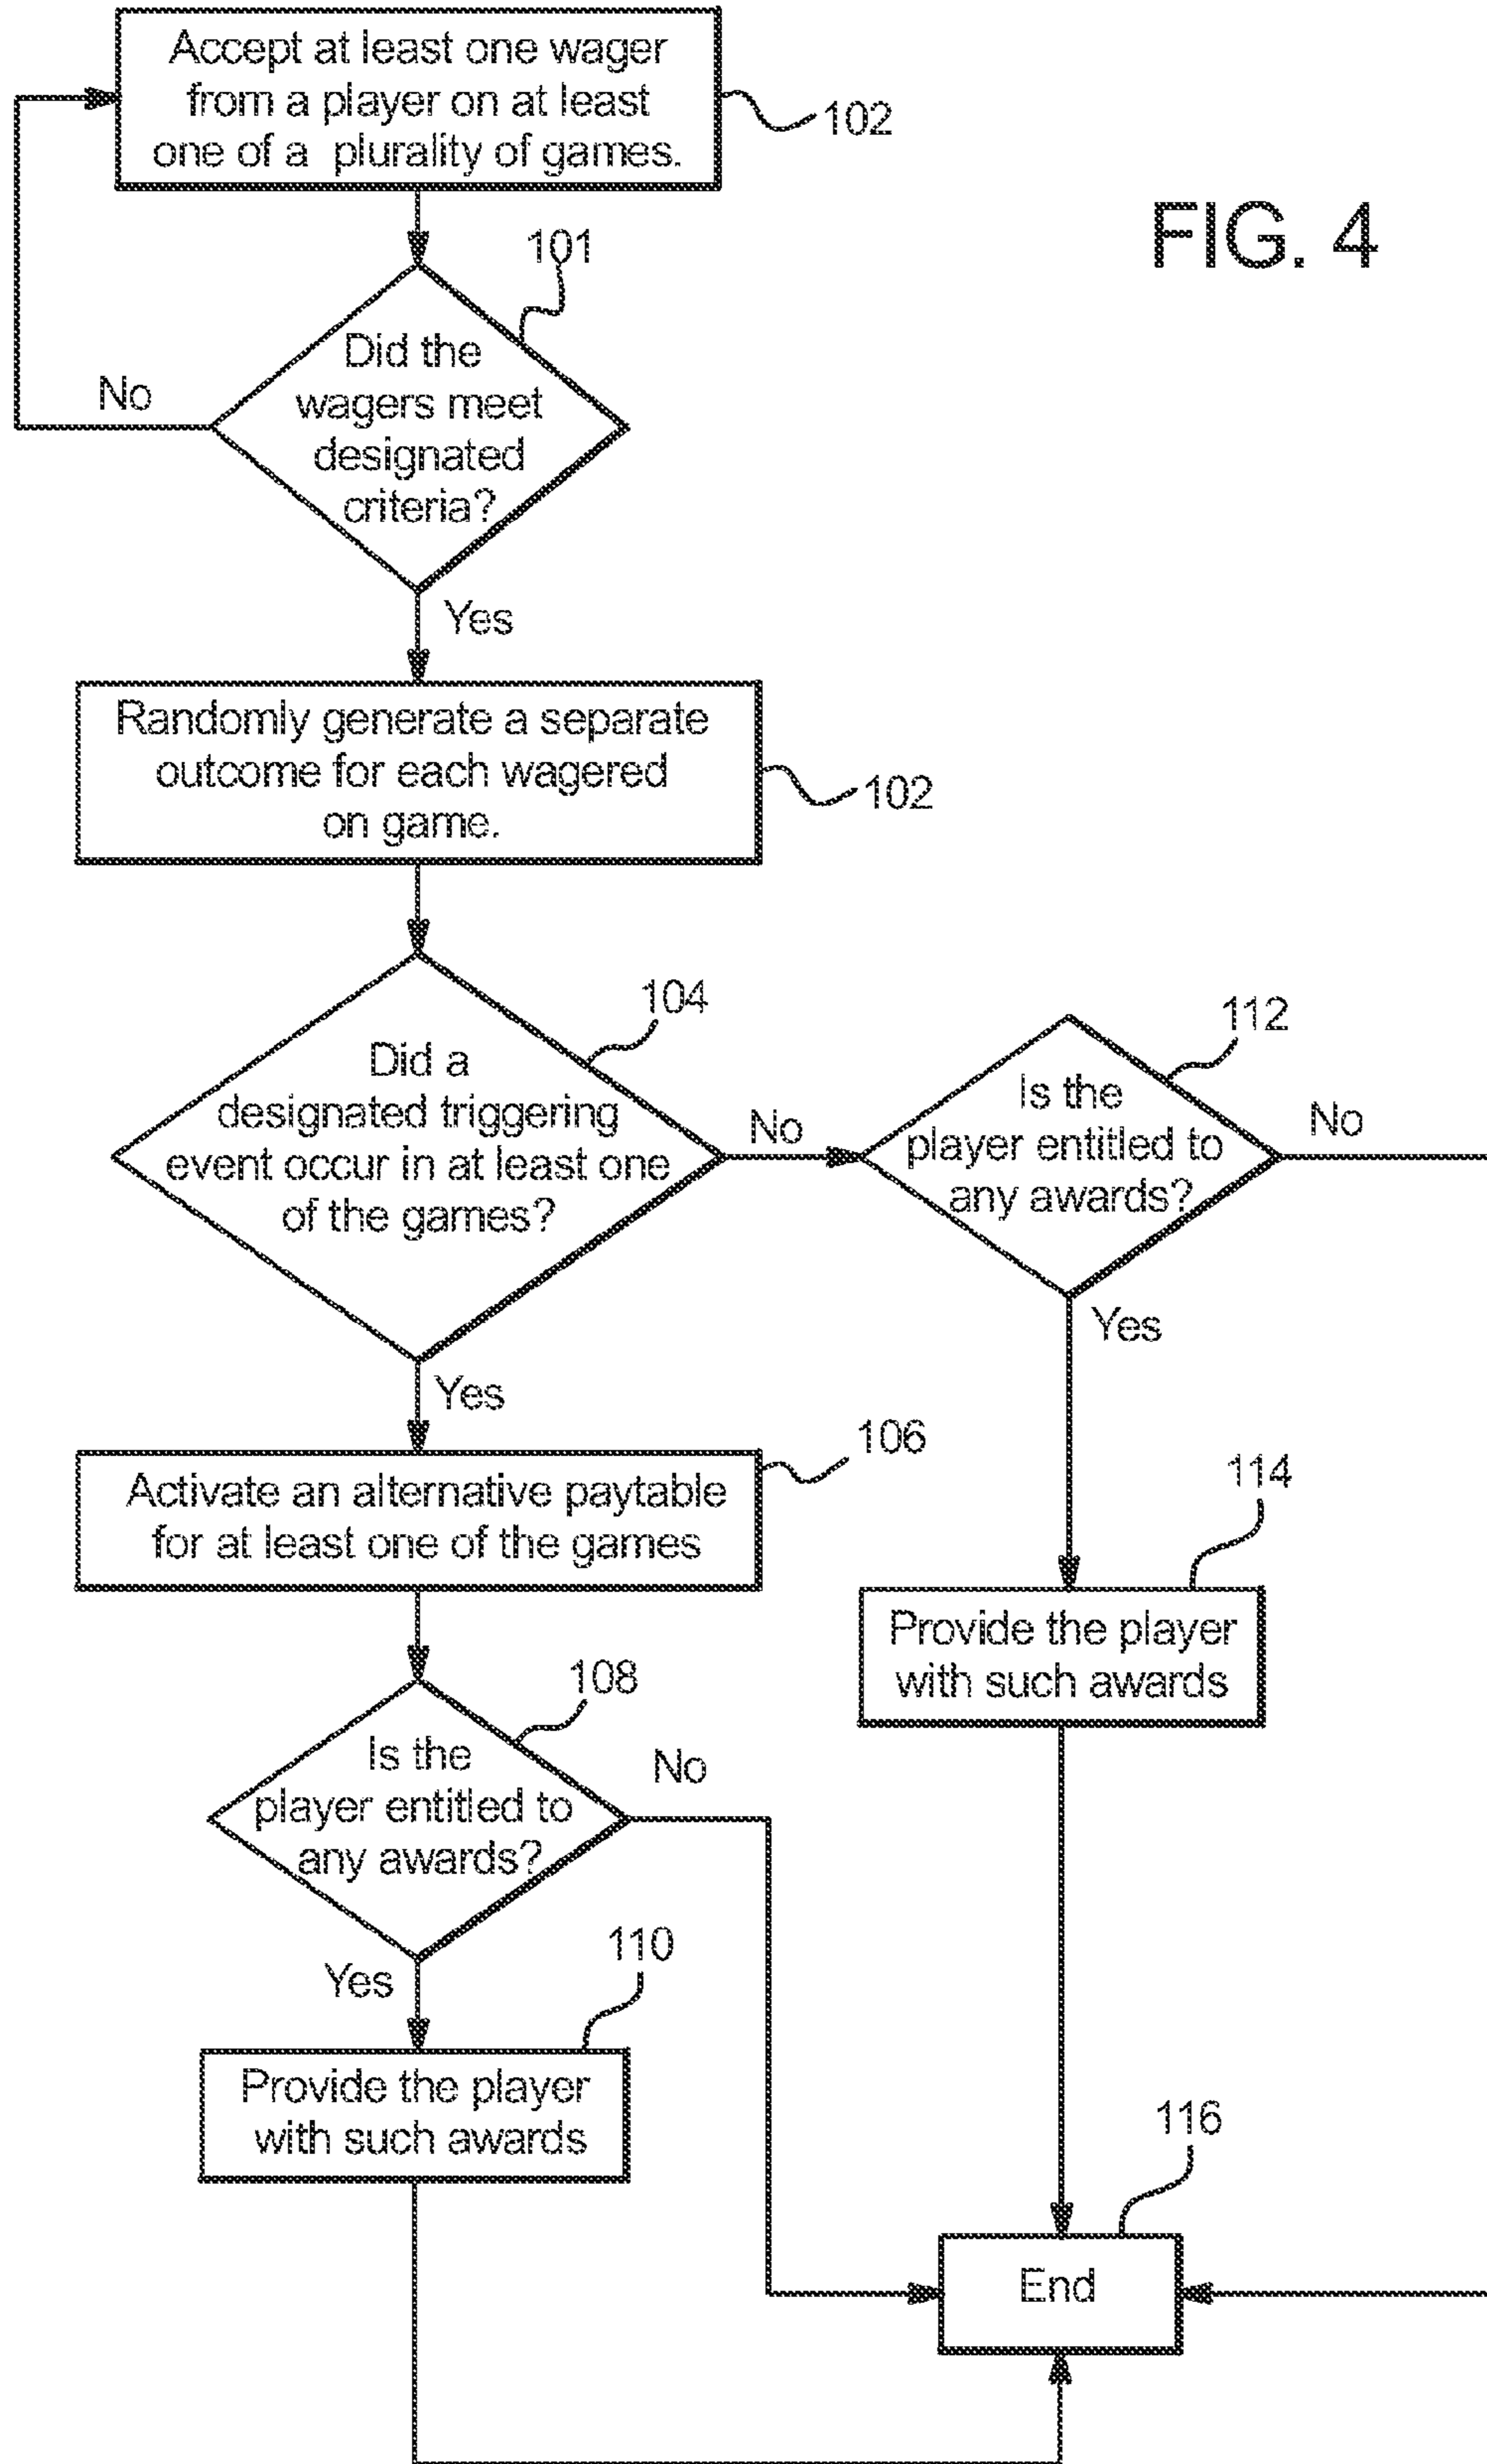 Accept at least one wager
from a player on at least
one of a plurality of games.
102
FIG. 4
101
Did the
wagers meet
designated
criteria?
No
Yes
Randomly generate a separate
outcome for each wagered
on game.
102
104
Did a
designated triggering
event occur in at least one
of the games?
No
112
Is the
player entitled to
any awards?
No
Yes
Yes
106
Activate an alternative paytable
for at least one of the games
114
Provide the player
with such awards
108
Is the
player entitled to
any awards?
No
Yes
110
Provide the player
with such awards
116
End